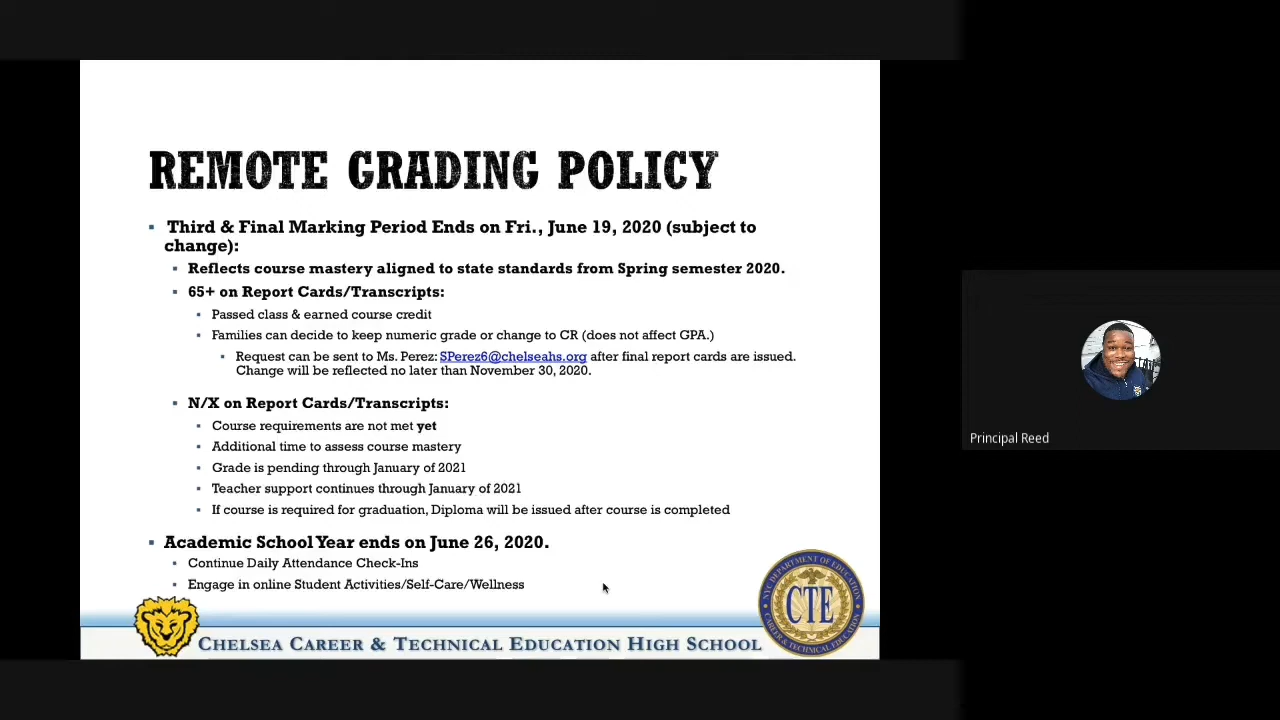 REMOTE GRADING POLICY
Third & Final Marking Period Ends on Fri., June 19, 2020 (subject to
change):
Reflects course mastery aligned to state standards from Spring semester 2020.
65+ on Report Cards/Transcripts:
Passed class & earned course credit
Families can decide to keep numeric grade or change to CR (does not affect GPA.)
Request can be sent to Ms. Perez: SPerez6@chelseahs.org after final report cards are issued.
Change will be reflected no later than November 30, 2020.
N/X on Report Cards/Transcripts:
Course requirements are not met yet
Additional time to assess course mastery
Grade is pending through January of 2021
Teacher support continues through January of 2021
If course is required for graduation, Diploma will be issued after course is completed
Academic School Year ends on June 26, 2020.
Continue Daily Attendance Check-Ins
Engage in online Student Activities/Self-Care/Wellness
CHELSEA CAREER & TECHNICAL EDUCATION HIGH SCHOOL
NYC DEPARTMENT OF EDUCATION
CTE
CAREER & TECHNICAL EDUCATION
Principal Reed